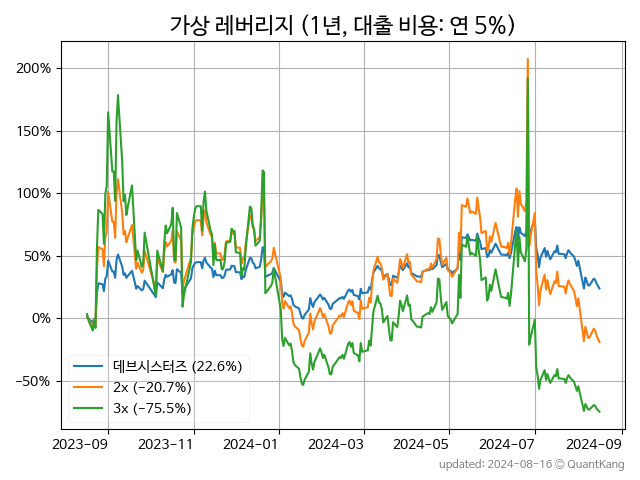 가상 레버리지 (1년, 대출 비용: 연 5%)
200%
150%
100%
50%
0%
−50%
데브시스터즈 (22.6%)
2x (−20.7%)
3x (−75.5%)
2023-09 2023-11 2024-01 2024-03 2024-05 2024-07 2024-09
updated: 2024-08-16 © QuantKang